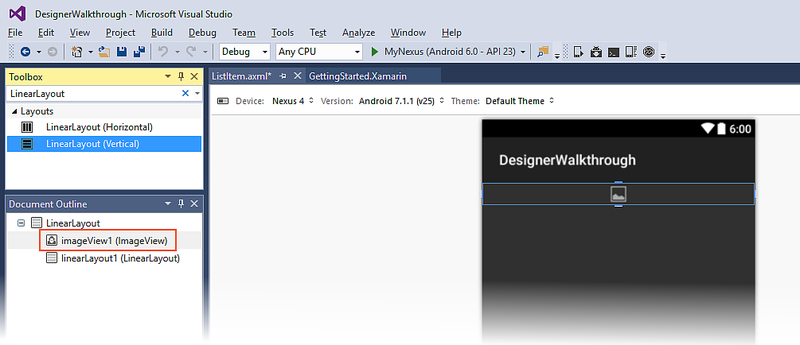 DesignerWalkthrough - Microsoft Visual Studio
File Edit View Project Build Debug Team Tools Test Analyze Window Help
Debug Any CPU MyNexus (Android 6.0 - API 23)
Toolbox
LinearLayout
Layouts
LinearLayout (Horizontal)
LinearLayout (Vertical)
Document Outline
LinearLayout
imageView1 (ImageView)
linearLayout1 (LinearLayout)
ListItem.axml* GettingStarted.Xamarin
Device: Nexus 4 Version: Android 7.1.1 (v25) Theme: Default Theme
6:00
DesignerWalkthrough